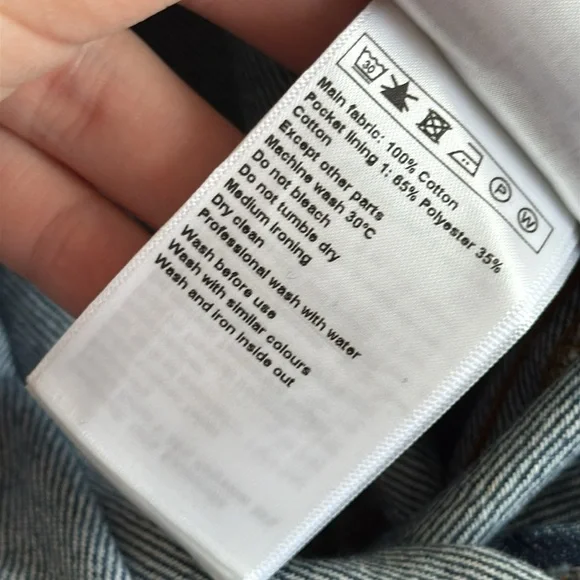 30 P W
Main fabric: 100% Cotton
Pocket lining 1: 65% Polyester 35%
Cotton
Except other parts
Machine wash 30°C
Do not bleach
Do not tumble dry
Medium ironing
Dry clean
Professional wash with water
Wash before use
Wash with similar colours
Wash and iron inside out